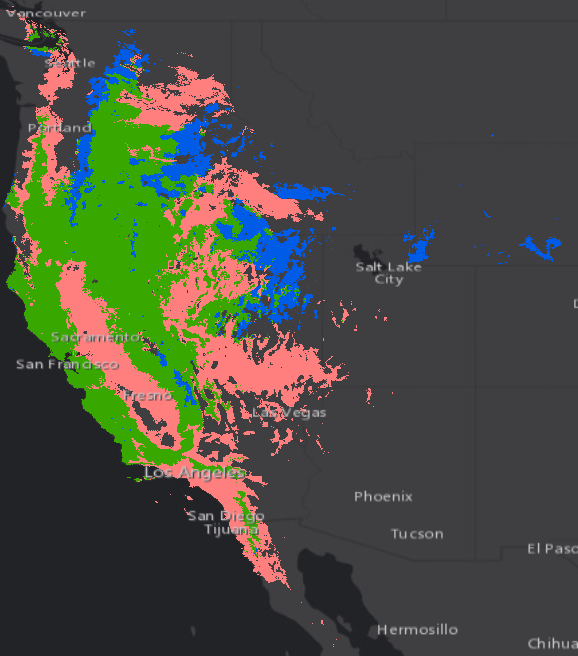 Vancouver
Seattle
Portland
Salt Lake
City
Sacramento
San Francisco
Fresno
Las Vegas
Los Angeles
Phoenix
San Diego
Tijuana
Tucson
El Paso
Hermosillo
Chihua